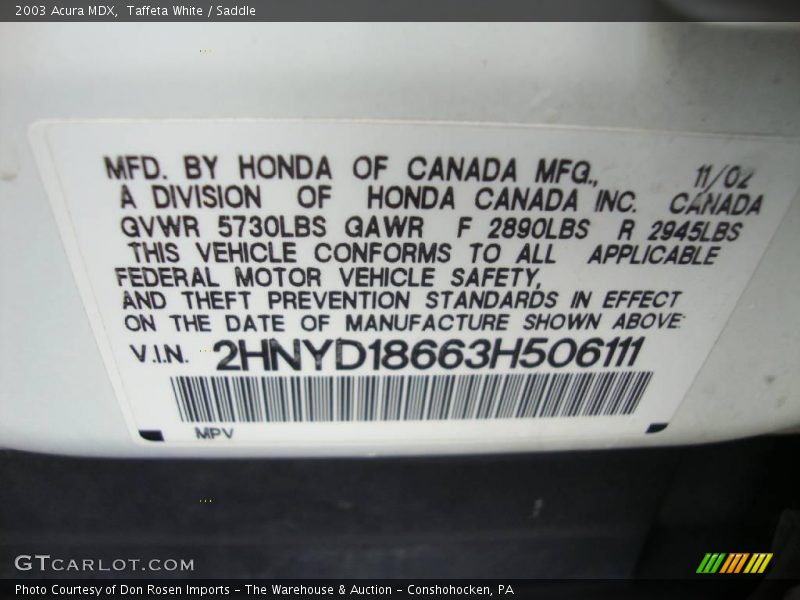 2003 Acura MDX,  Taffeta White / Saddle
MFD. BY HONDA OF CANADA MFG., 11/02
A DIVISION OF HONDA CANADA INC. CANADA
GVWR 5730LBS GAWR F 2890LBS R 2945LBS
THIS VEHICLE CONFORMS TO ALL APPLICABLE
FEDERAL MOTOR VEHICLE SAFETY,
AND THEFT PREVENTION STANDARDS IN EFFECT
ON THE DATE OF MANUFACTURE SHOWN ABOVE
V.I.N. 2HNYD18663H506111
MPV
GTCARLOT.COM
Photo Courtesy of Don Rosen Imports - The Warehouse & Auction - Conshohocken, PA